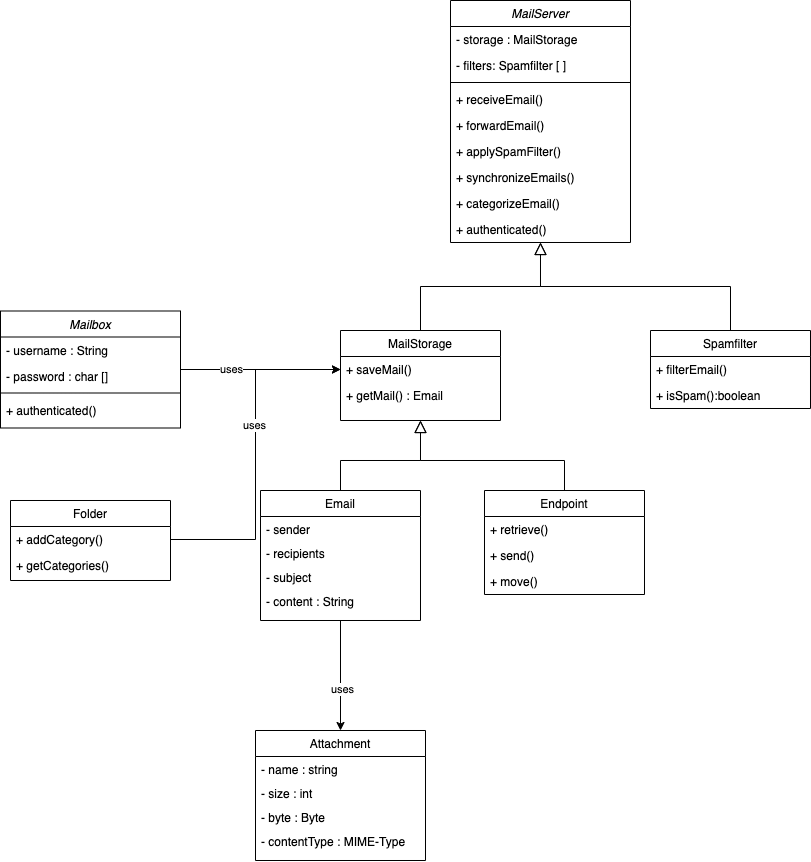 MailServer
- storage : MailStorage
- filters: Spamfilter [ ]
+ receiveEmail()
+ forwardEmail()
+ applySpamFilter()
+ synchronizeEmails()
+ categorizeEmail()
+ authenticated()
Mailbox
- username : String
- password : char []
+ authenticated()
uses
MailStorage
+ saveMail()
+ getMail() : Email
Spamfilter
+ filterEmail()
+ isSpam():boolean
uses
Folder
+ addCategory()
+ getCategories()
Email
- sender
- recipients
- subject
- content : String
Endpoint
+ retrieve()
+ send()
+ move()
uses
Attachment
- name : string
- size : int
- byte : Byte
- contentType : MIME-Type